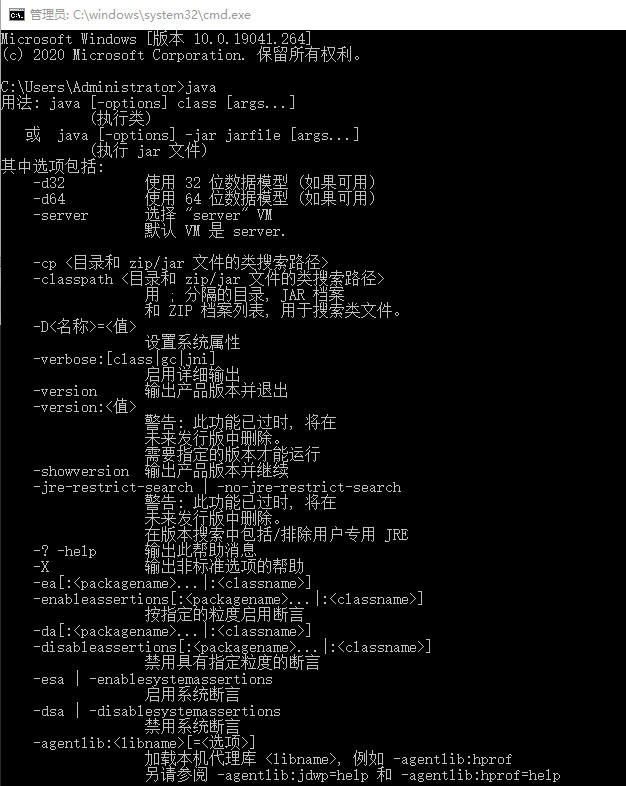 管理员: C:\windows\system32\cmd.exe
Microsoft Windows [版本 10.0.19041.264]
(c) 2020 Microsoft Corporation. 保留所有权利。
C:\Users\Administrator>java
用法: java [-options] class [args...]
(执行类)
或 java [-options] -jar jarfile [args...]
(执行 jar 文件)
其中选项包括:
-d32 使用 32 位数据模型 (如果可用)
-d64 使用 64 位数据模型 (如果可用)
-server 选择 "server" VM
默认 VM 是 server.
-cp <目录和 zip/jar 文件的类搜索路径>
-classpath <目录和 zip/jar 文件的类搜索路径>
用 ; 分隔的目录, JAR 档案
和 ZIP 档案列表, 用于搜索类文件。
-D<名称>=<值>
设置系统属性
-verbose:[class|gc|jni]
启用详细输出
-version 输出产品版本并退出
-version:<值>
警告: 此功能已过时, 将在
未来发行版中删除。
需要指定的版本才能运行
-showversion 输出产品版本并继续
-jre-restrict-search | -no-jre-restrict-search
警告: 此功能已过时, 将在
未来发行版中删除。
在版本搜索中包括/排除用户专用 JRE
-? -help 输出此帮助消息
-X 输出非标准选项的帮助
-ea[:<packagename>...|:<classname>]
-enableassertions[:<packagename>...|:<classname>]
按指定的粒度启用断言
-da[:<packagename>...|:<classname>]
-disableassertions[:<packagename>...|:<classname>]
禁用具有指定粒度的断言
-esa | -enablesystemassertions
启用系统断言
-dsa | -disablesystemassertions
禁用系统断言
-agentlib:<libname>[=<选项>]
加载本机代理库 <libname>, 例如 -agentlib:hprof
另请参阅 -agentlib:jdwp=help 和 -agentlib:hprof=help